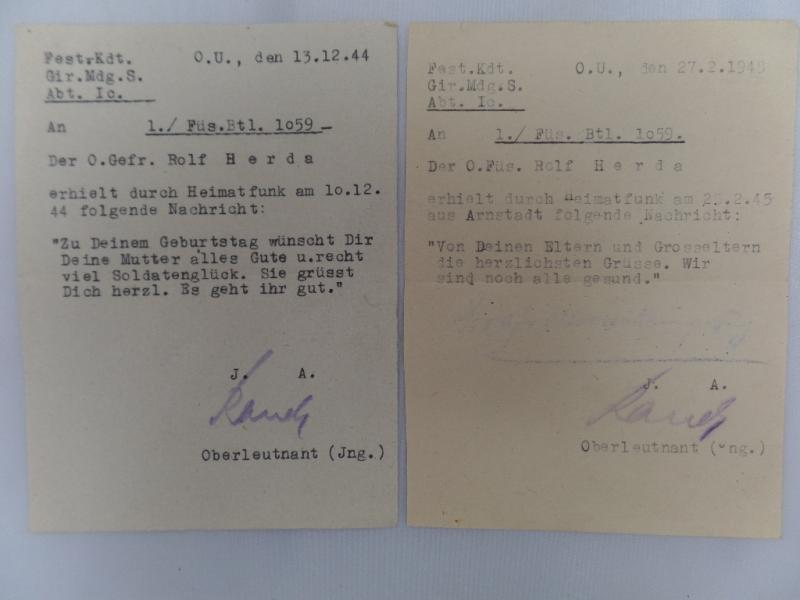 Fest.Kdt. O.U., den 13.12.44
Gir.Mdg.S.
Abt. Ic.
An 1./ Füs.Btl. 1o59
Der O.Gefr. Rolf H e r d a
erhielt durch Heimatfunk am 1o.12.
44 folgende Nachricht:
"Zu Deinem Geburtstag wünscht Dir
Deine Mutter alles Gute u.recht
viel Soldatenglück. Sie grüsst
Dich herzl. Es geht ihr gut."
J. A.
Oberleutnant (Jng.)
Fest.Kdt. O.U., den 27.2.1945
Gir.Mdg.S.
Abt. Ic.
An 1./ Füs. Btl. 1o59.
Der O.Füs. Rolf H e r d a
erhielt durch Heimatfunk am 25.2.45
aus Arnstadt folgende Nachricht:
"Von Deinen Eltern und Grosseltern
die herzlichsten Grüsse. Wir
sind noch alle gesund."
J. A.
Oberleutnant (Jng.)